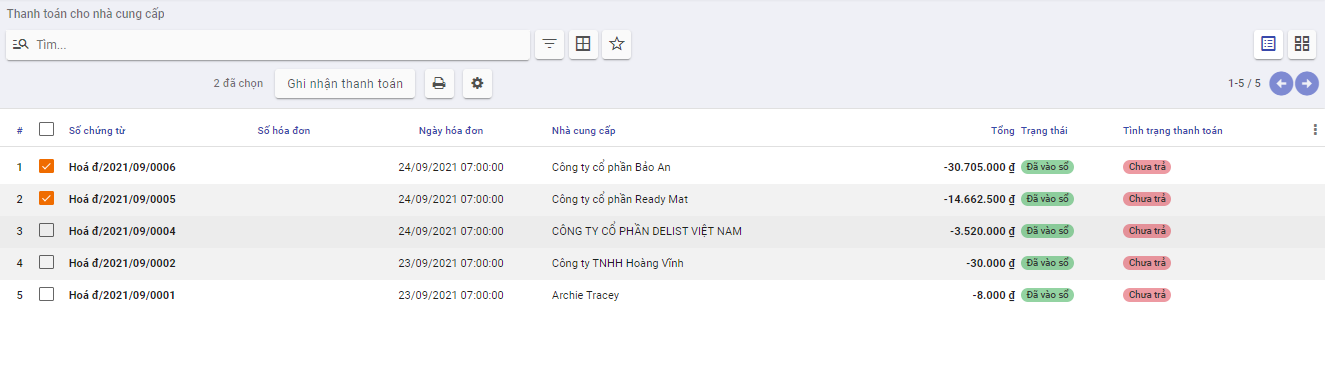 Thanh toán cho nhà cung cấp
Tìm...
2 đã chọn Ghi nhận thanh toán 1-5 / 5
# Số chứng từ Số hóa đơn Ngày hóa đơn Nhà cung cấp Tổng Trạng thái Tình trạng thanh toán
1 Hoá đ/2021/09/0006 24/09/2021 07:00:00 Công ty cổ phần Bảo An -30.705.000 ₫ Đã vào sổ Chưa trả
2 Hoá đ/2021/09/0005 24/09/2021 07:00:00 Công ty cổ phần Ready Mat -14.662.500 ₫ Đã vào sổ Chưa trả
3 Hoá đ/2021/09/0004 24/09/2021 07:00:00 CÔNG TY CỔ PHẦN DELIST VIỆT NAM -3.520.000 ₫ Đã vào sổ Chưa trả
4 Hoá đ/2021/09/0002 23/09/2021 07:00:00 Công ty TNHH Hoàng Vĩnh -30.000 ₫ Đã vào sổ Chưa trả
5 Hoá đ/2021/09/0001 23/09/2021 07:00:00 Archie Tracey -8.000 ₫ Đã vào sổ Chưa trả